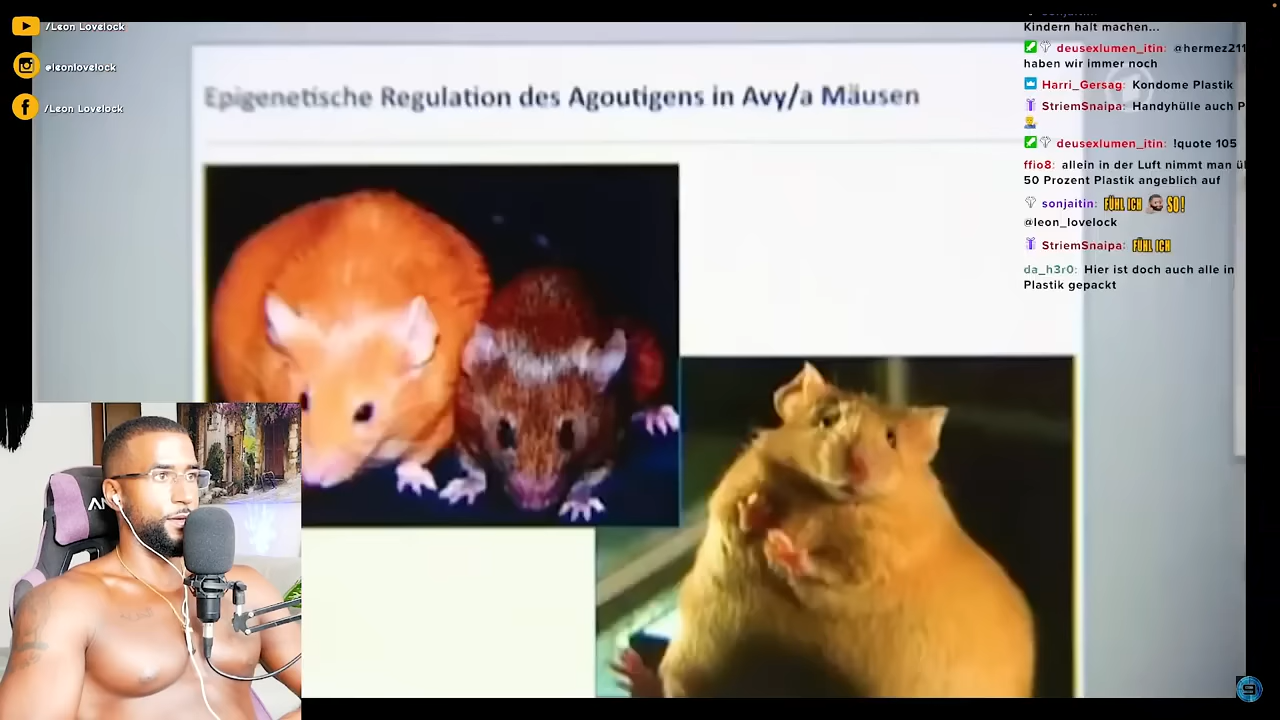 /Leon Lovelock
@leonlovelock
/Leon Lovelock
Epigenetische Regulation des Agoutigens in Avy/a Mäusen
Kindern halt machen...
deusexlumen_itin: @hermez211
haben wir immer noch
Harri_Gersag: Kondome Plastik
StriemSnaipa: Handyhülle auch P
deusexlumen_itin: !quote 105
ffio8: allein in der Luft nimmt man ü
50 Prozent Plastik angeblich auf
sonjaitin: FÜHL ICH SO!
@leon_lovelock
StriemSnaipa: FÜHL ICH
da_h3r0: Hier ist doch auch alle in
Plastik gepackt